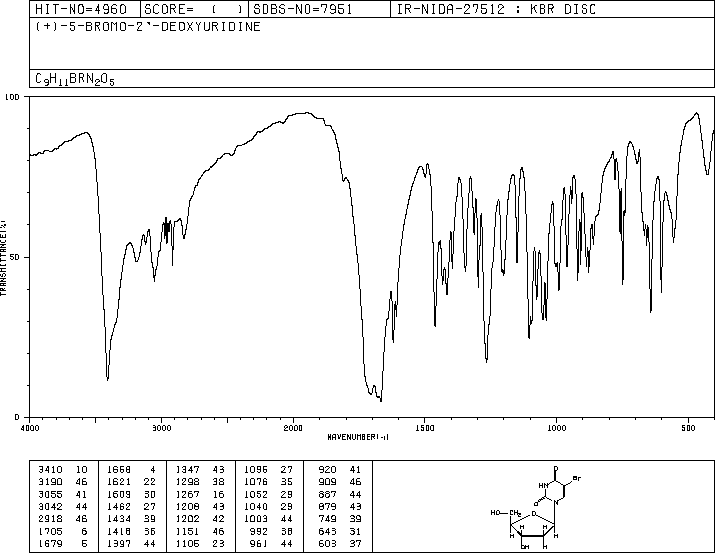 HIT-NO=4960 SCORE= ( ) SDBS-NO=7951 IR-NIDA-27512 : KBR DISC
(+)-5-BROMO-2'-DEOXYURIDINE
C9H11BRN2O5
100
50
0
TRANSMITTANCE(%)
4000 3000 2000 1500 1000 500
WAVENUMBER(-1)
3410 10 1668 4 1347 43 1096 27 920 41
3190 46 1621 22 1298 38 1076 35 909 46
3055 41 1609 30 1267 16 1052 29 887 44
3042 44 1462 27 1208 43 1040 29 879 43
2918 46 1434 39 1202 42 1003 44 749 39
1705 6 1418 36 1151 46 992 38 643 31
1679 5 1397 44 1105 23 961 44 603 37
O
Br
HN
O N
HO-CH2 O
H H
H H
OH H